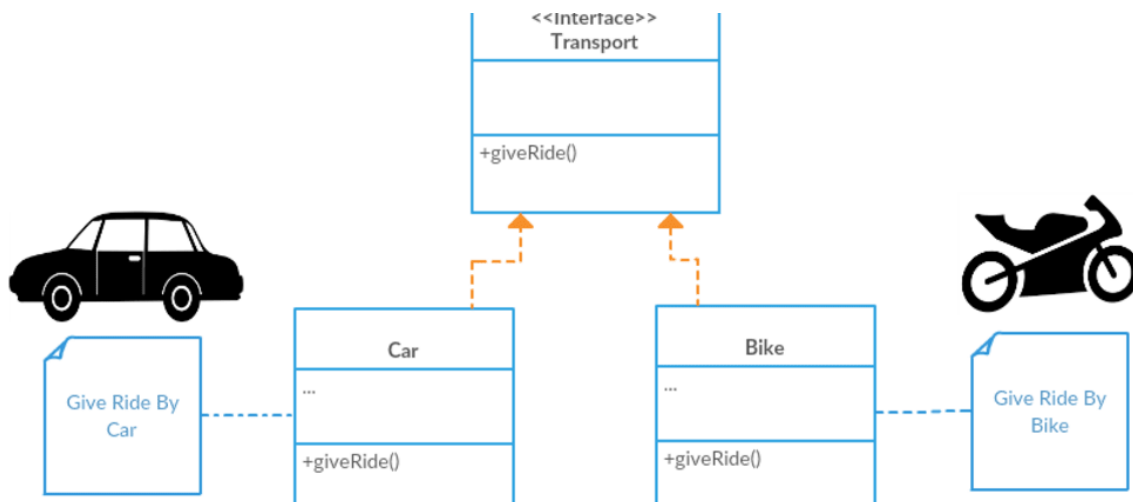 <<Interface>>
Transport
+giveRide()
Car
...
+giveRide()
Bike
...
+giveRide()
Give Ride By
Car
Give Ride By
Bike